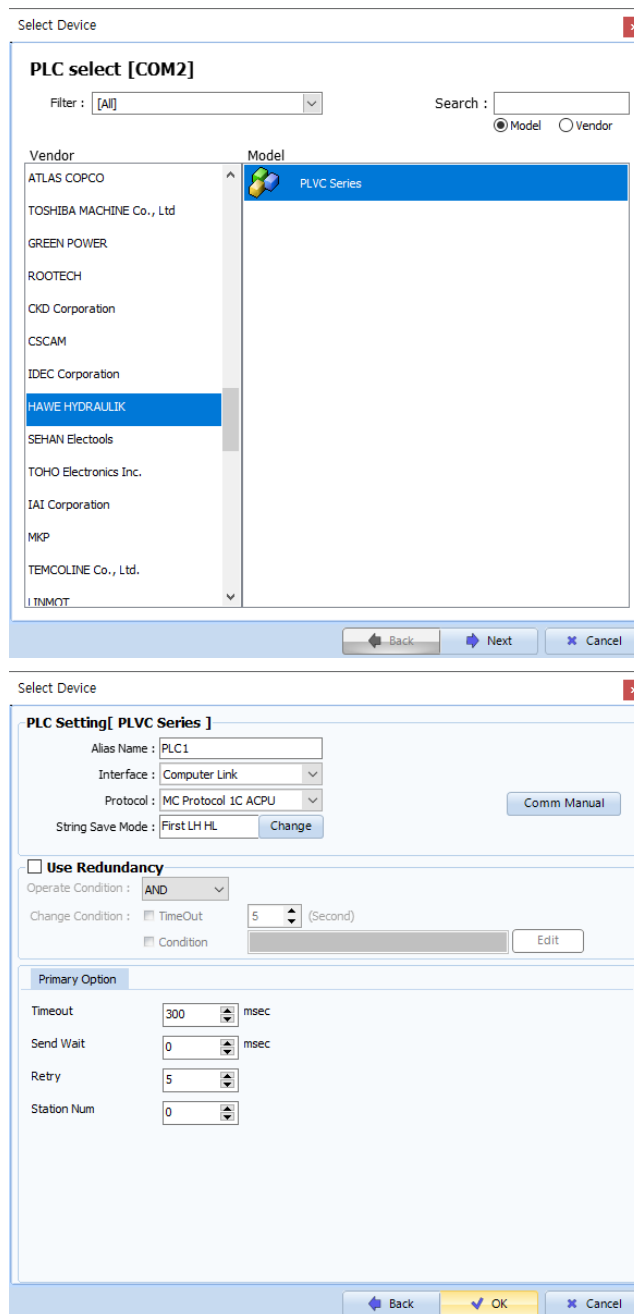 Select Device
PLC select [COM2]
Filter : [All]
Search :
Model Vendor
Vendor Model
ATLAS COPCO
PLVC Series
TOSHIBA MACHINE Co., Ltd
GREEN POWER
ROOTECH
CKD Corporation
CSCAM
IDEC Corporation
HAWE HYDRAULIK
SEHAN Electools
TOHO Electronics Inc.
IAI Corporation
MKP
TEMCOLINE Co., Ltd.
LINMOT
Back Next Cancel
Select Device
PLC Setting[ PLVC Series ]
Alias Name : PLC1
Interface : Computer Link
Protocol : MC Protocol 1C ACPU
Comm Manual
String Save Mode : First LH HL Change
Use Redundancy
Operate Condition : AND
Change Condition : TimeOut 5 (Second)
Condition Edit
Primary Option
Timeout 300 msec
Send Wait 0 msec
Retry 5
Station Num 0
Back OK Cancel